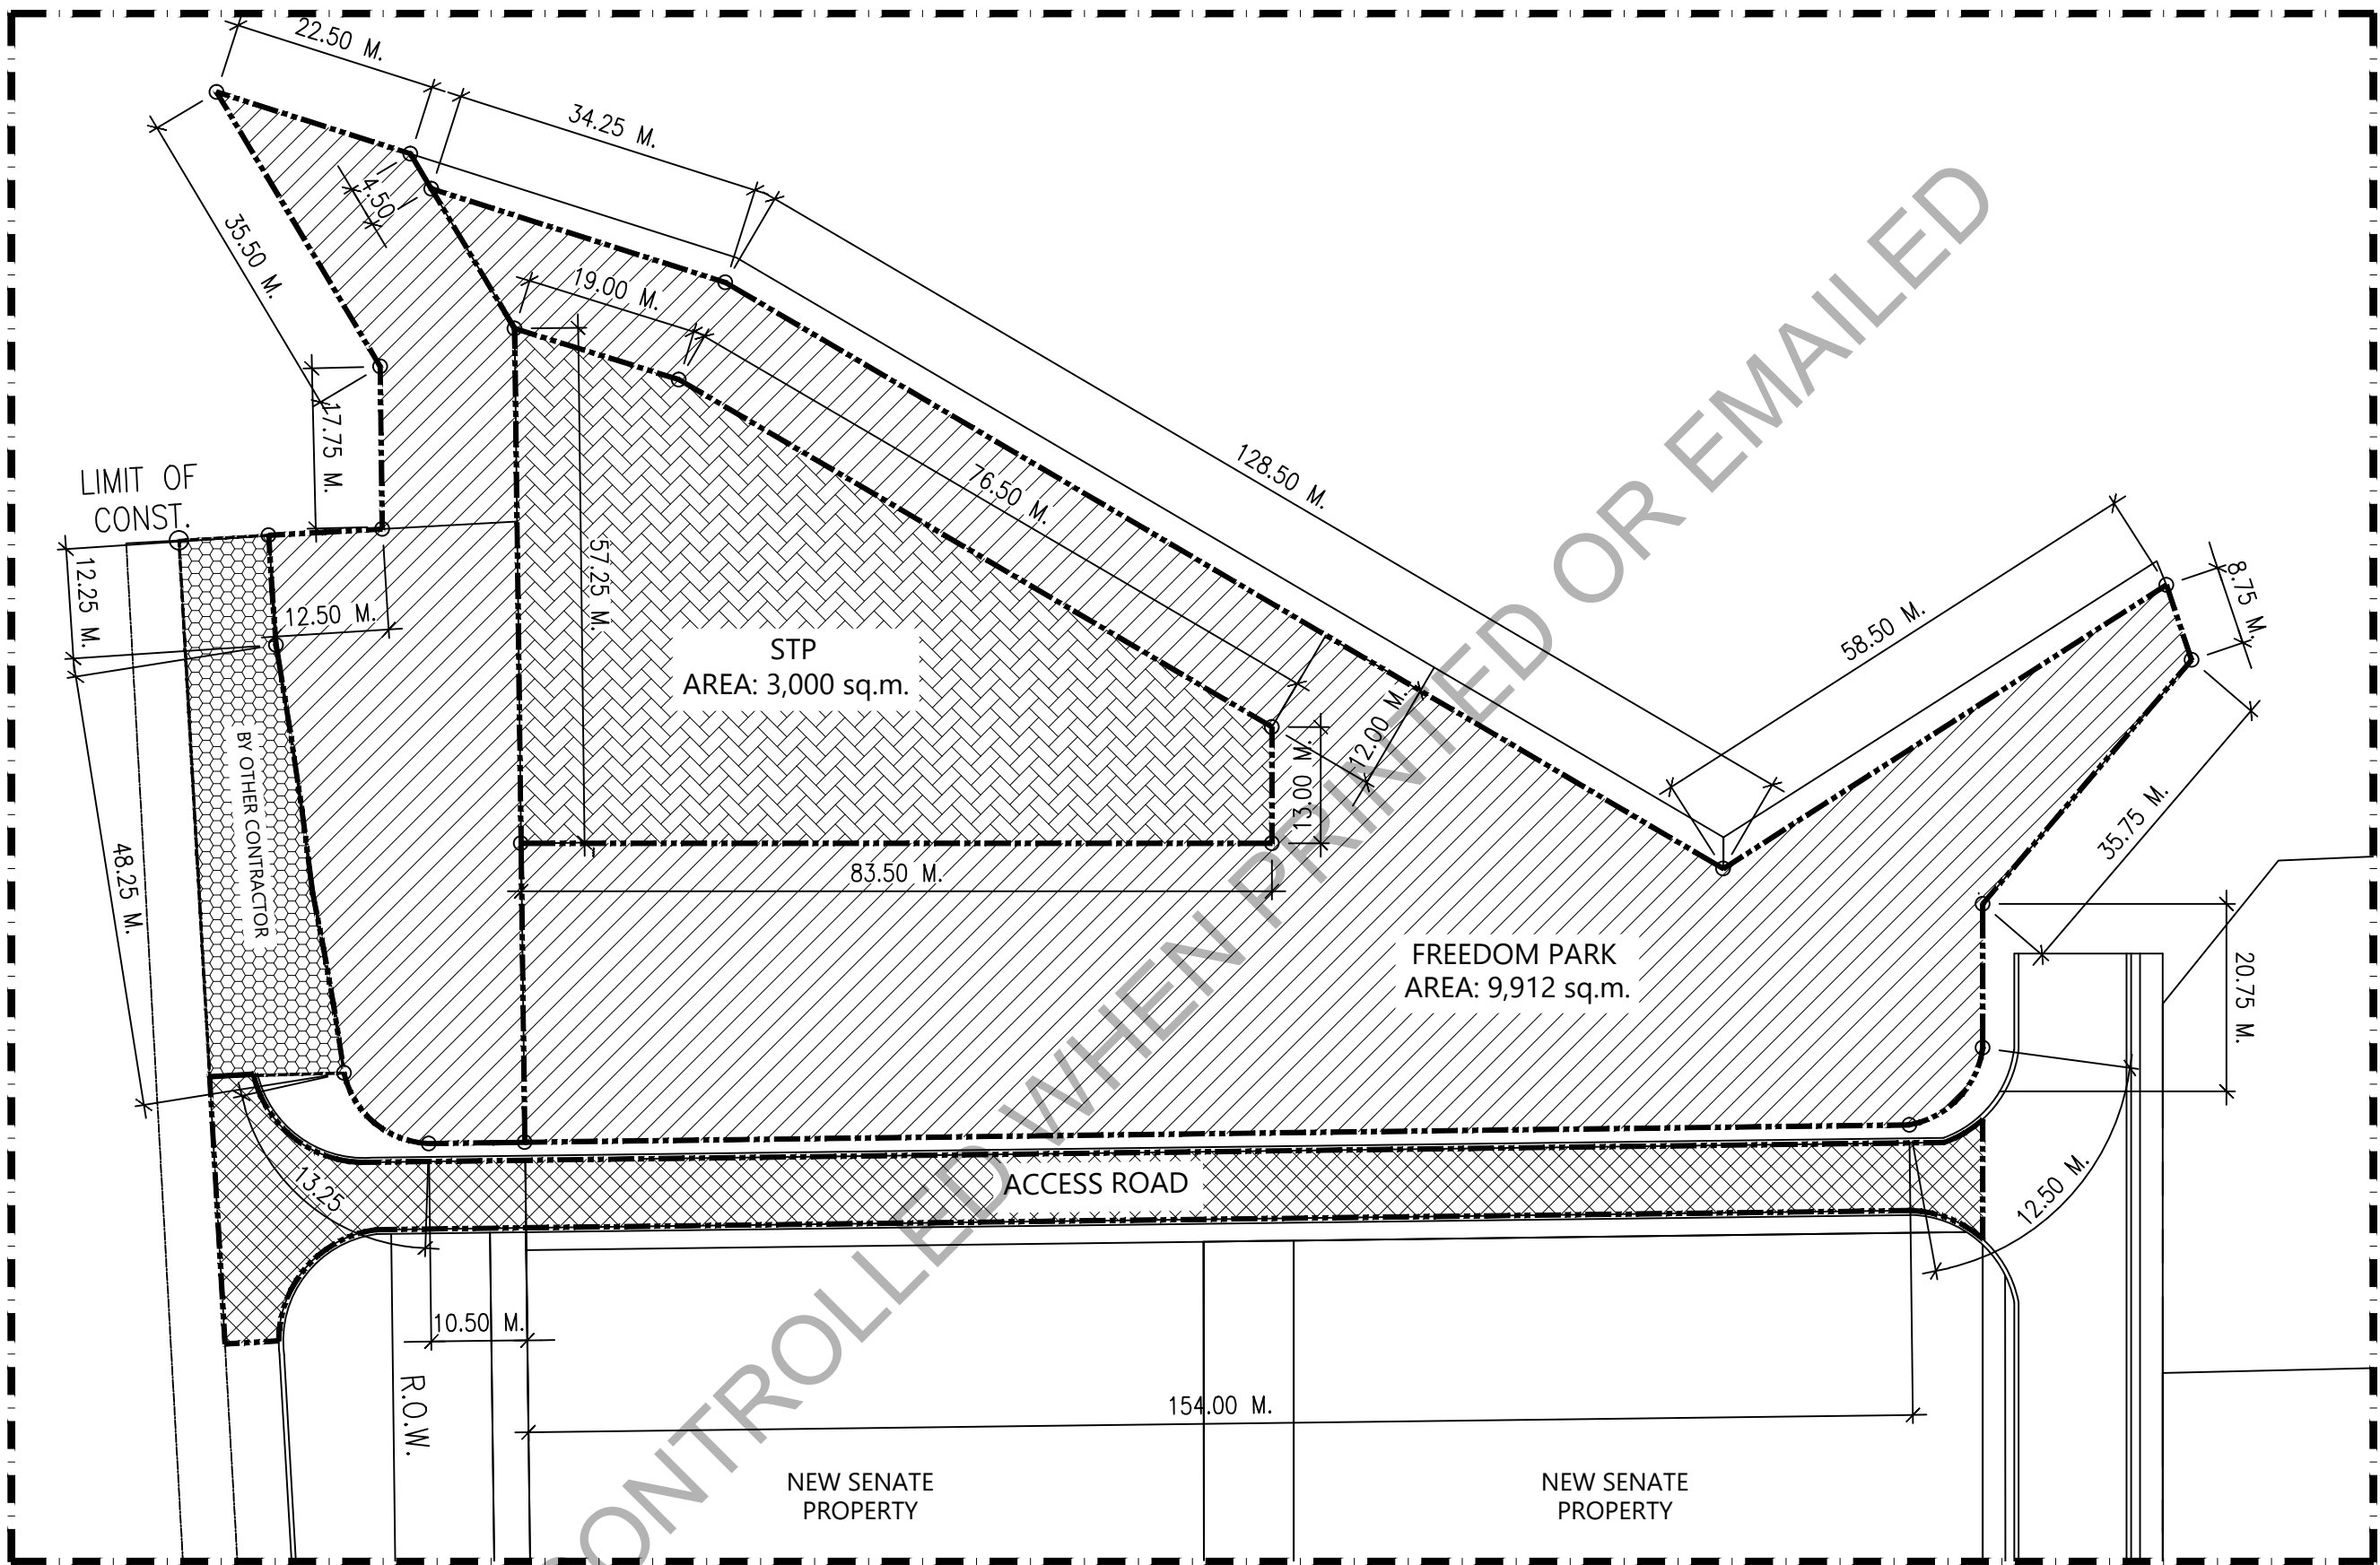 22.50 M.
34.25 M.
4.50
35.50 M.
19.00 M.
17.75 M.
128.50 M.
76.50 M.
LIMIT OF
CONST.
12.25 M.
12.50 M.
57.25 M.
58.50 M.
8.75 M.
STP
AREA: 3,000 sq.m.
12.00 M.
13.00 M.
BY OTHER CONTRACTOR
48.25 M.
83.50 M.
35.75 M.
FREEDOM PARK
AREA: 9,912 sq.m.
20.75 M.
13.25
ACCESS ROAD
12.50 M.
10.50 M.
R.O.W.
154.00 M.
NEW SENATE
PROPERTY
NEW SENATE
PROPERTY
CONTROLLED WHEN PRINTED OR EMAILED